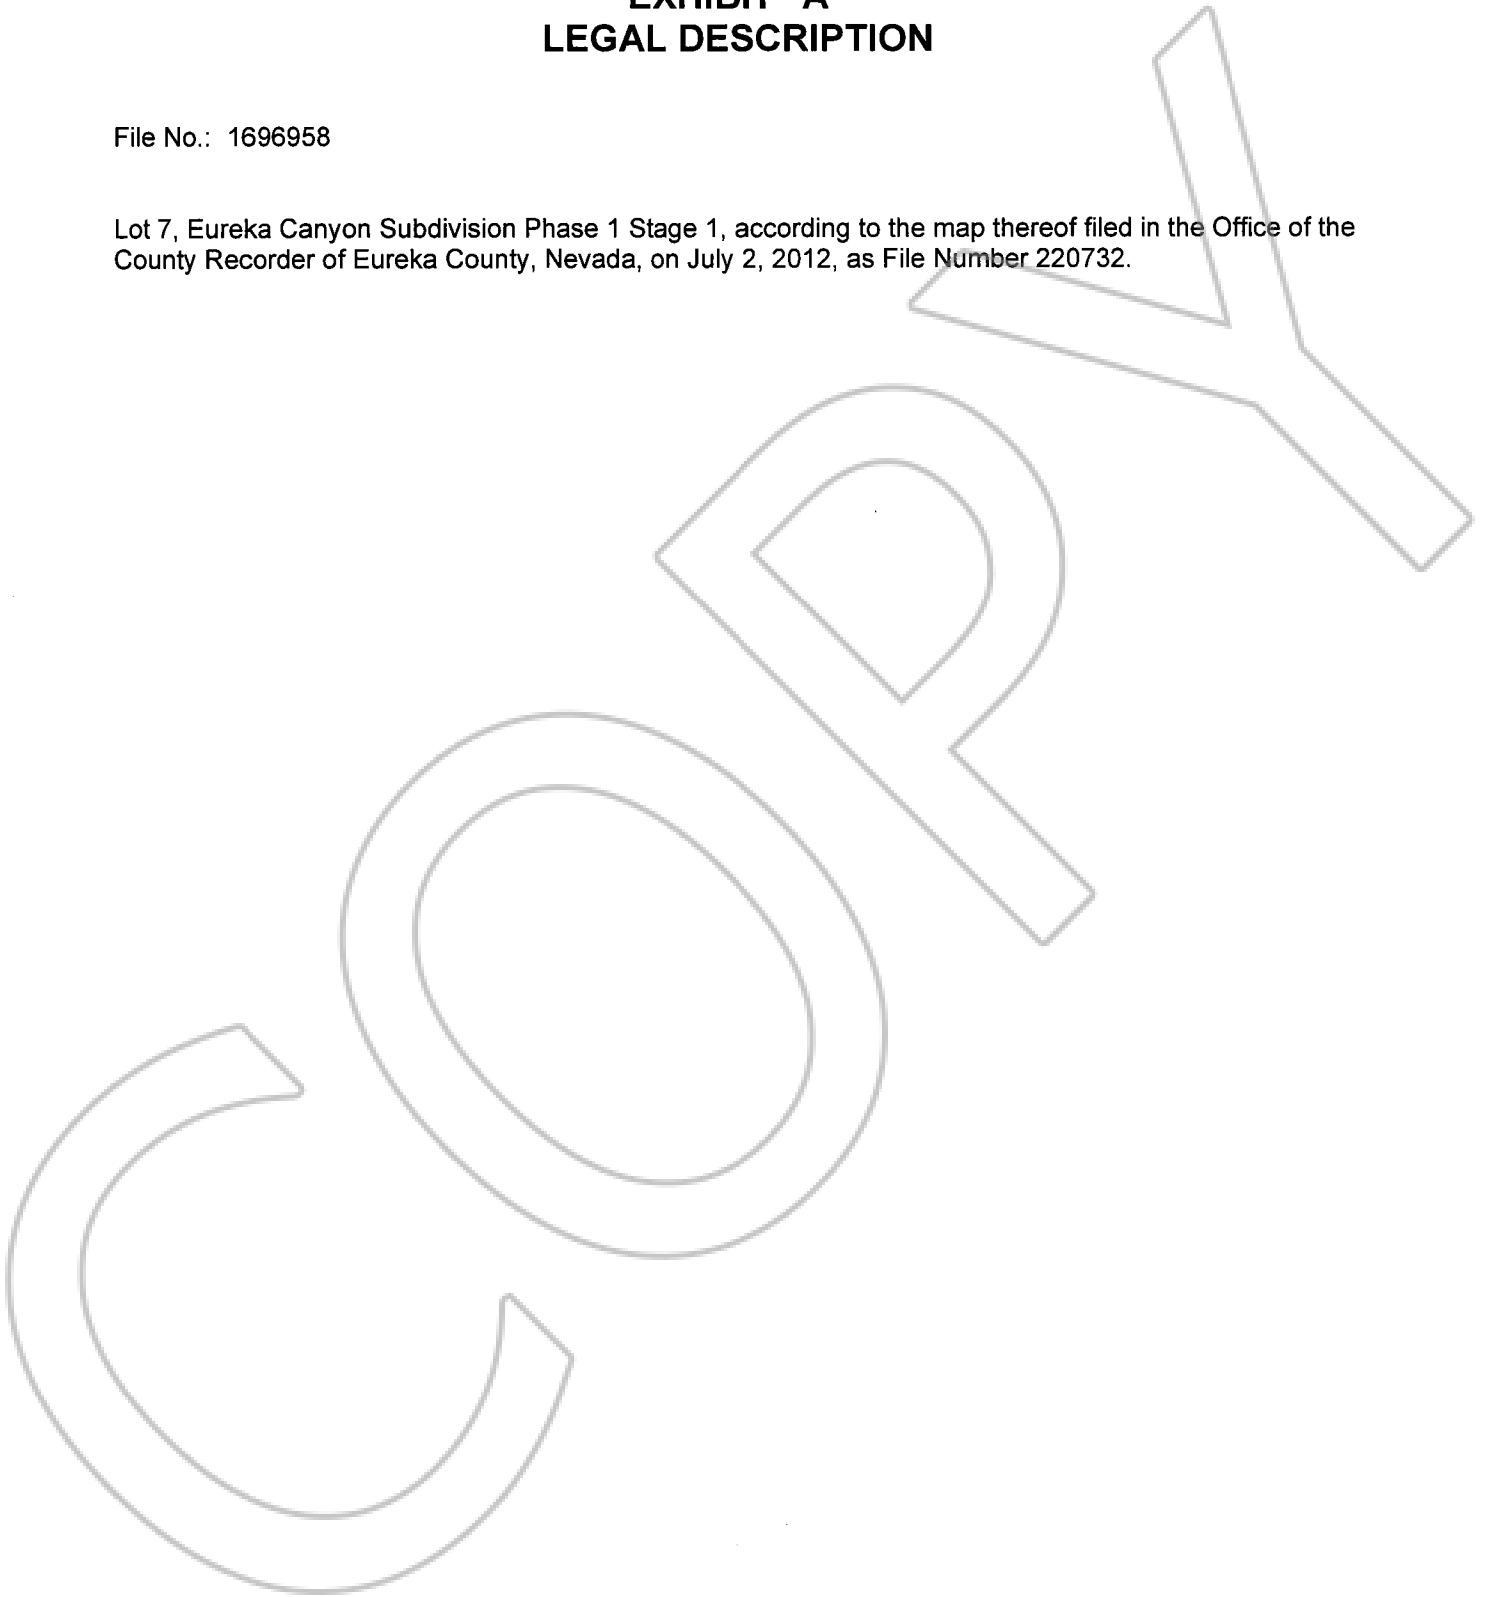 EXHIBIT "A"
LEGAL DESCRIPTION
File No.: 1696958
Lot 7, Eureka Canyon Subdivision Phase 1 Stage 1, according to the map thereof filed in the Office of the
County Recorder of Eureka County, Nevada, on July 2, 2012, as File Number 220732.
COPY